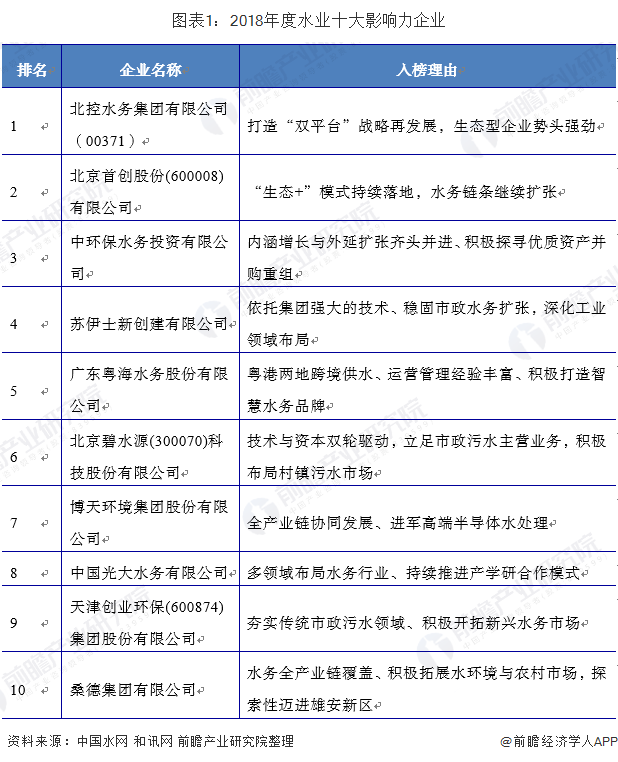 图表1：2018年度水业十大影响力企业
排名 企业名称 入榜理由
1 北控水务集团有限公司
（00371） 打造“双平台”战略再发展，生态型企业势头强劲
2 北京首创股份(600008)
有限公司 “生态+”模式持续落地，水务链条继续扩张
3 中环保水务投资有限公
司 内涵增长与外延扩张齐头并进、积极探寻优质资产并
购重组
4 苏伊士新创建有限公司 依托集团强大的技术、稳固市政水务扩张，深化工业
领域布局
5 广东粤海水务股份有限
公司 粤港两地跨境供水、运营管理经验丰富、积极打造智
慧水务品牌
6 北京碧水源(300070)科
技股份有限公司 技术与资本双轮驱动，立足市政污水主营业务，积极
布局村镇污水市场
7 博天环境集团股份有限
公司 全产业链协同发展、进军高端半导体水处理
8 中国光大水务有限公司 多领域布局水务行业、持续推进产学研合作模式
9 天津创业环保(600874)
集团股份有限公司 夯实传统市政污水领域、积极开拓新兴水务市场
10 桑德集团有限公司 水务全产业链覆盖、积极拓展水环境与农村市场，探
索性迈进雄安新区
资料来源：中国水网 和讯网 前瞻产业研究院整理 @前瞻经济学人APP
前瞻产业研究院